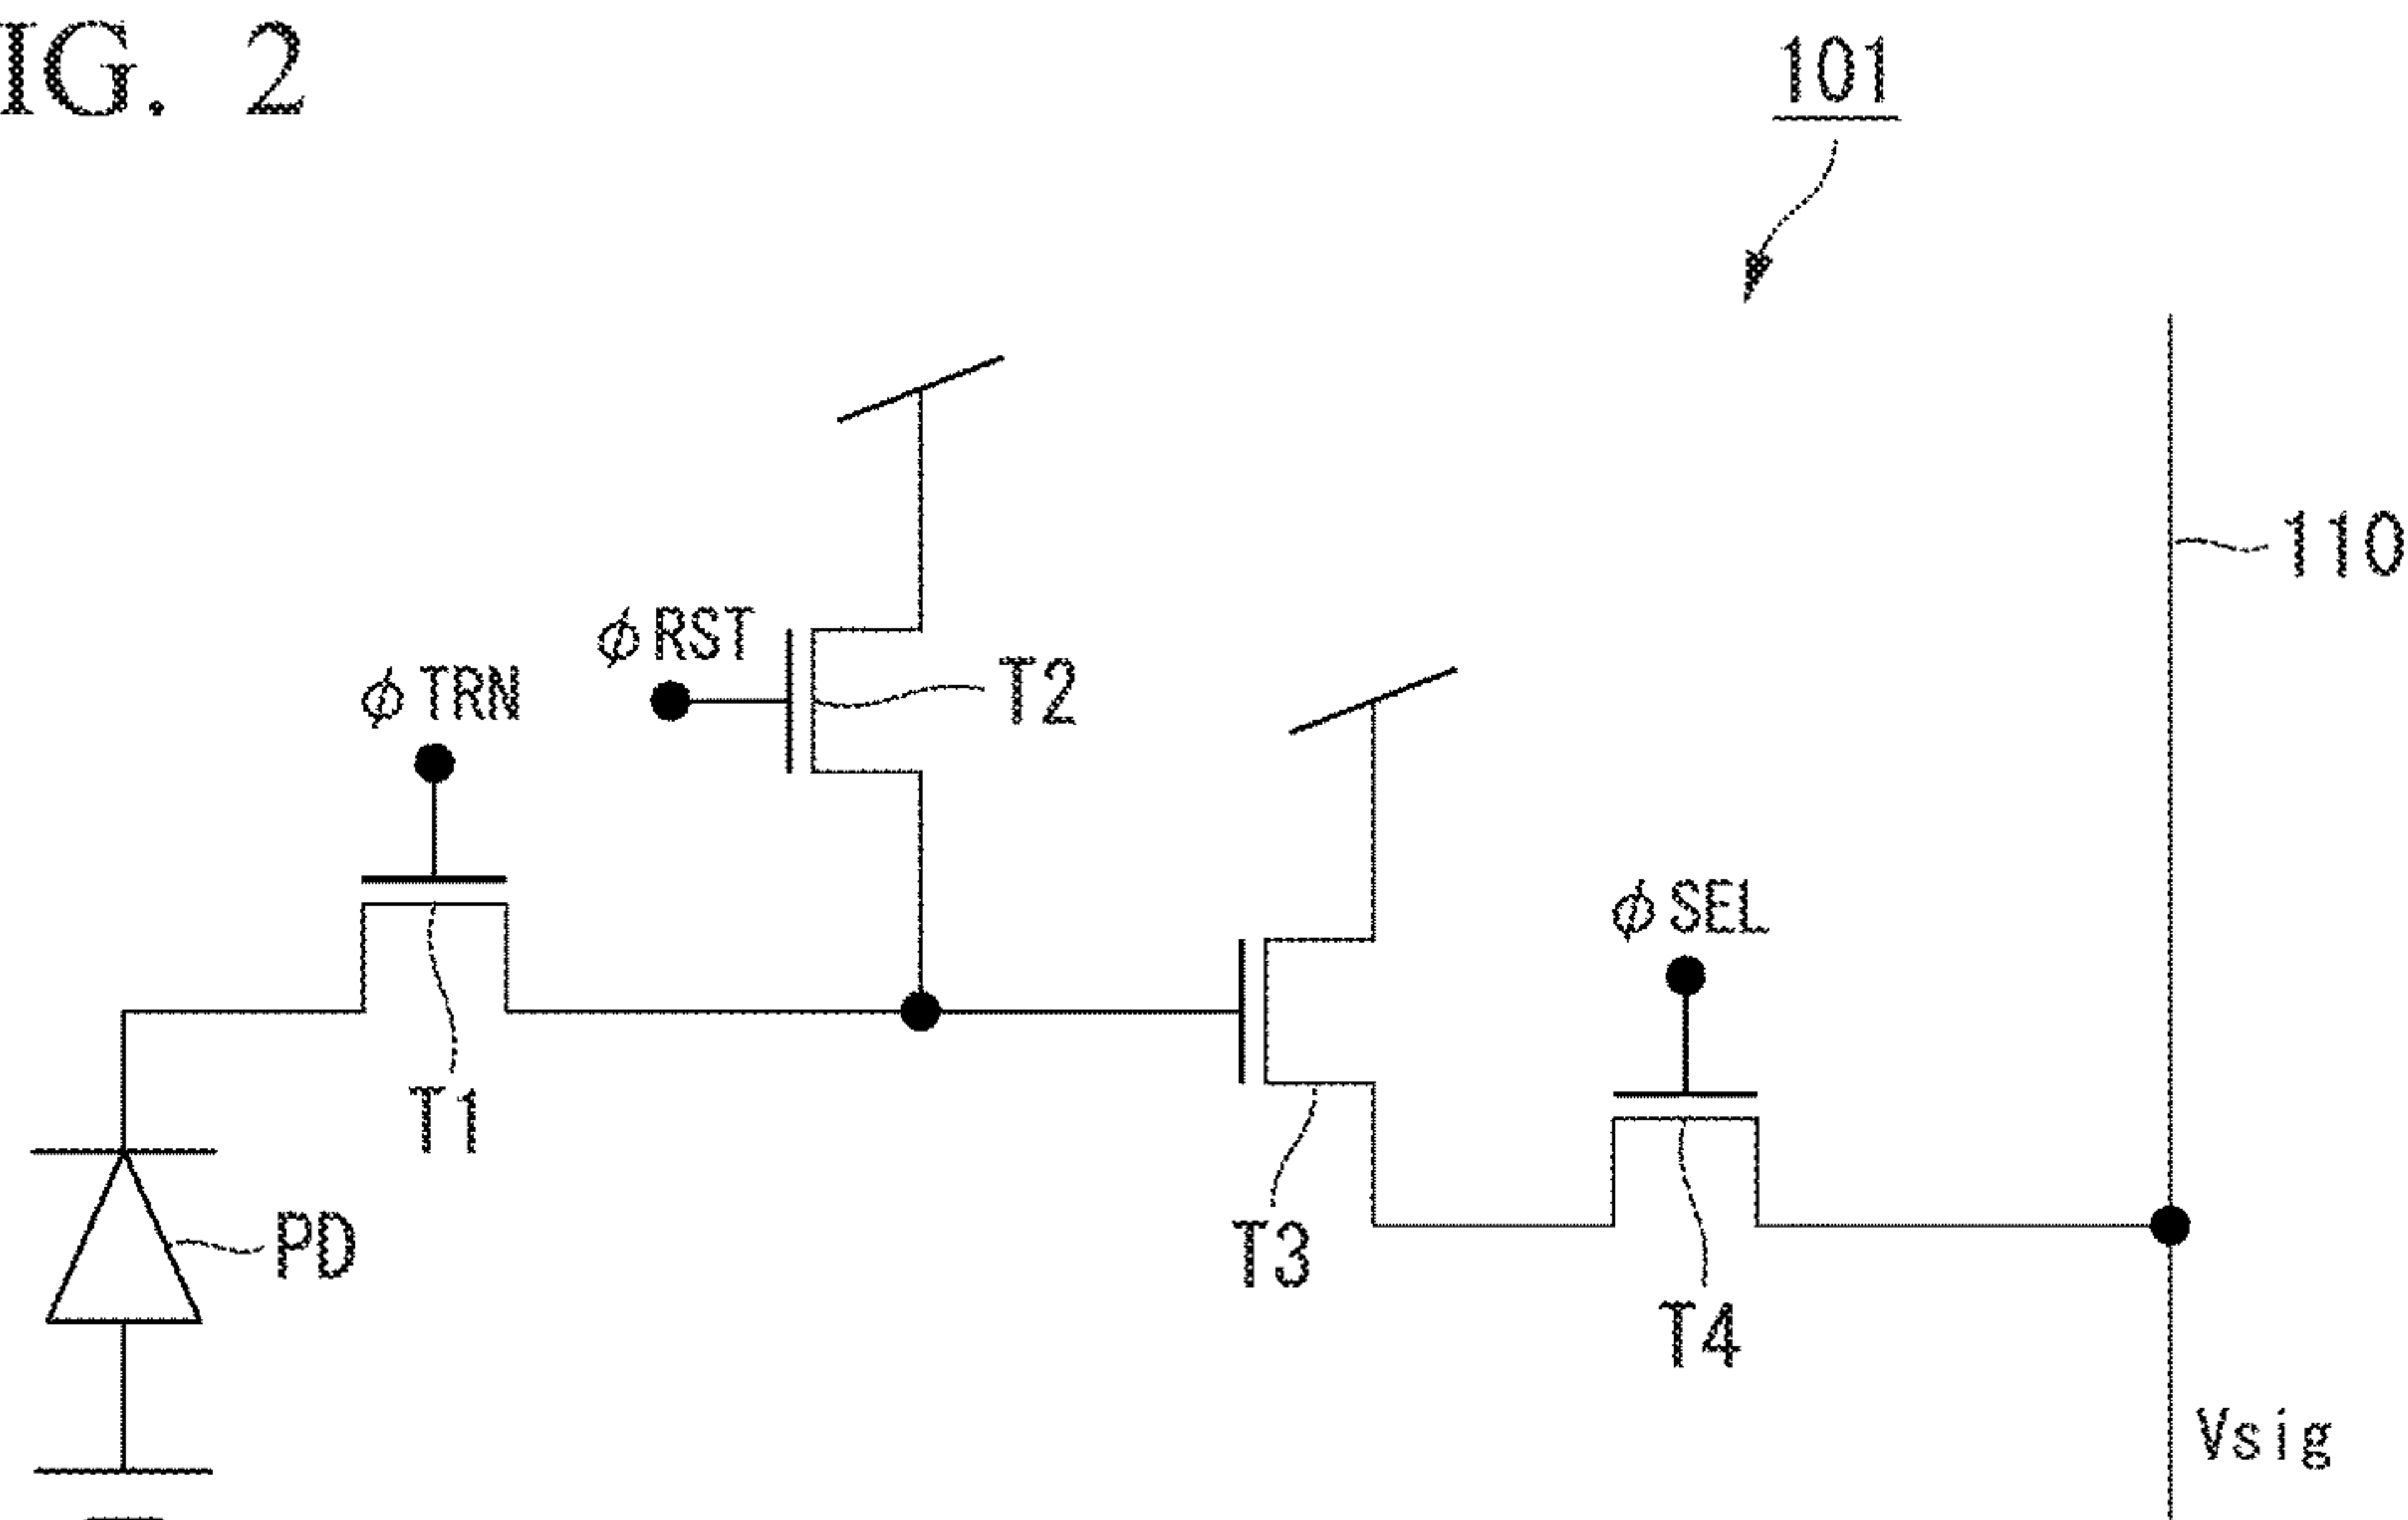 IG. 2
101
110
φRST
T2
φTRN
φSEL
T1
PD
T3
T4
Vsig